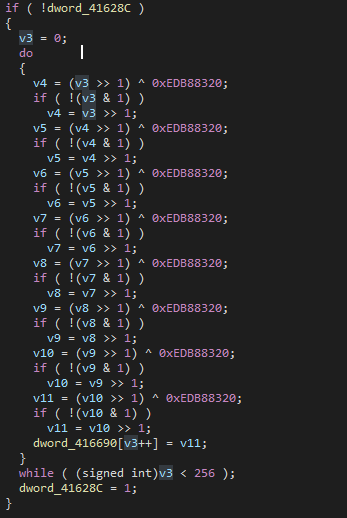 if ( !dword_41628C )
{
v3 = 0;
do
{
v4 = (v3 >> 1) ^ 0xEDB88320;
if ( !(v3 & 1) )
v4 = v3 >> 1;
v5 = (v4 >> 1) ^ 0xEDB88320;
if ( !(v4 & 1) )
v5 = v4 >> 1;
v6 = (v5 >> 1) ^ 0xEDB88320;
if ( !(v5 & 1) )
v6 = v5 >> 1;
v7 = (v6 >> 1) ^ 0xEDB88320;
if ( !(v6 & 1) )
v7 = v6 >> 1;
v8 = (v7 >> 1) ^ 0xEDB88320;
if ( !(v7 & 1) )
v8 = v7 >> 1;
v9 = (v8 >> 1) ^ 0xEDB88320;
if ( !(v8 & 1) )
v9 = v8 >> 1;
v10 = (v9 >> 1) ^ 0xEDB88320;
if ( !(v9 & 1) )
v10 = v9 >> 1;
v11 = (v10 >> 1) ^ 0xEDB88320;
if ( !(v10 & 1) )
v11 = v10 >> 1;
dword_416690[v3++] = v11;
}
while ( (signed int)v3 < 256 );
dword_41628C = 1;
}